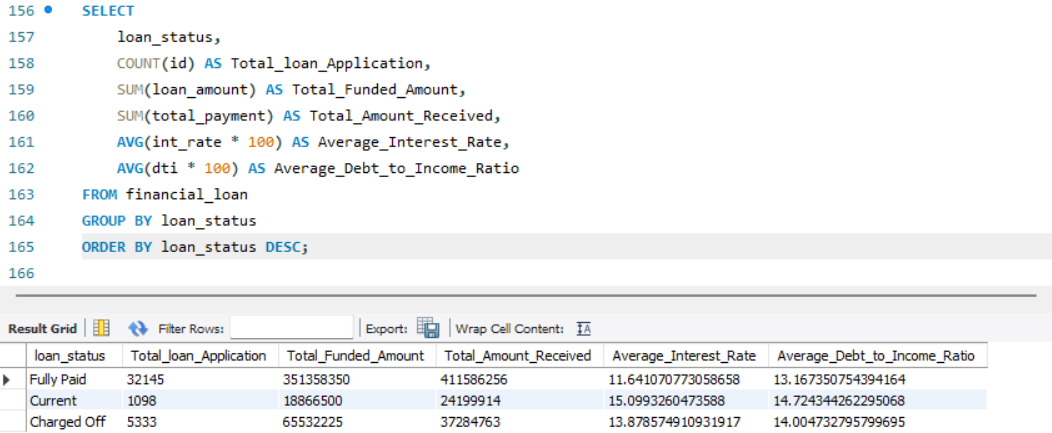 156 SELECT
157 loan_status,
158 COUNT(id) AS Total_loan_Application,
159 SUM(loan_amount) AS Total_Funded_Amount,
160 SUM(total_payment) AS Total_Amount_Received,
161 AVG(int_rate * 100) AS Average_Interest_Rate,
162 AVG(dti * 100) AS Average_Debt_to_Income_Ratio
163 FROM financial_loan
164 GROUP BY loan_status
165 ORDER BY loan_status DESC;
166
Result Grid Filter Rows: Export: Wrap Cell Content: IA
loan_status Total_loan_Application Total_Funded_Amount Total_Amount_Received Average_Interest_Rate Average_Debt_to_Income_Ratio
Fully Paid 32145 351358350 411586256 11.641070773058658 13.167350754394164
Current 1098 18866500 24199914 15.0993260473588 14.724344262295068
Charged Off 5333 65532225 37284763 13.878574910931917 14.004732795799695